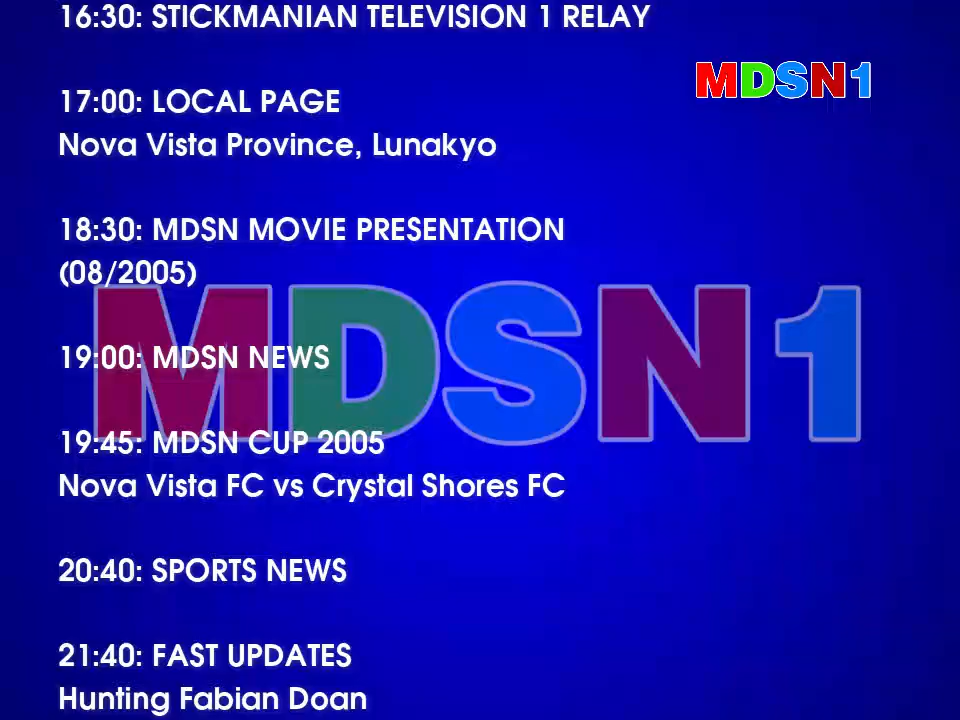 16:30: STICKMANIAN TELEVISION 1 RELAY
MDSN1
17:00: LOCAL PAGE
Nova Vista Province, Lunakyo
18:30: MDSN MOVIE PRESENTATION
(08/2005)
MDSN1
19:00: MDSN NEWS
19:45: MDSN CUP 2005
Nova Vista FC vs Crystal Shores FC
20:40: SPORTS NEWS
21:40: FAST UPDATES
Hunting Fabian Doan